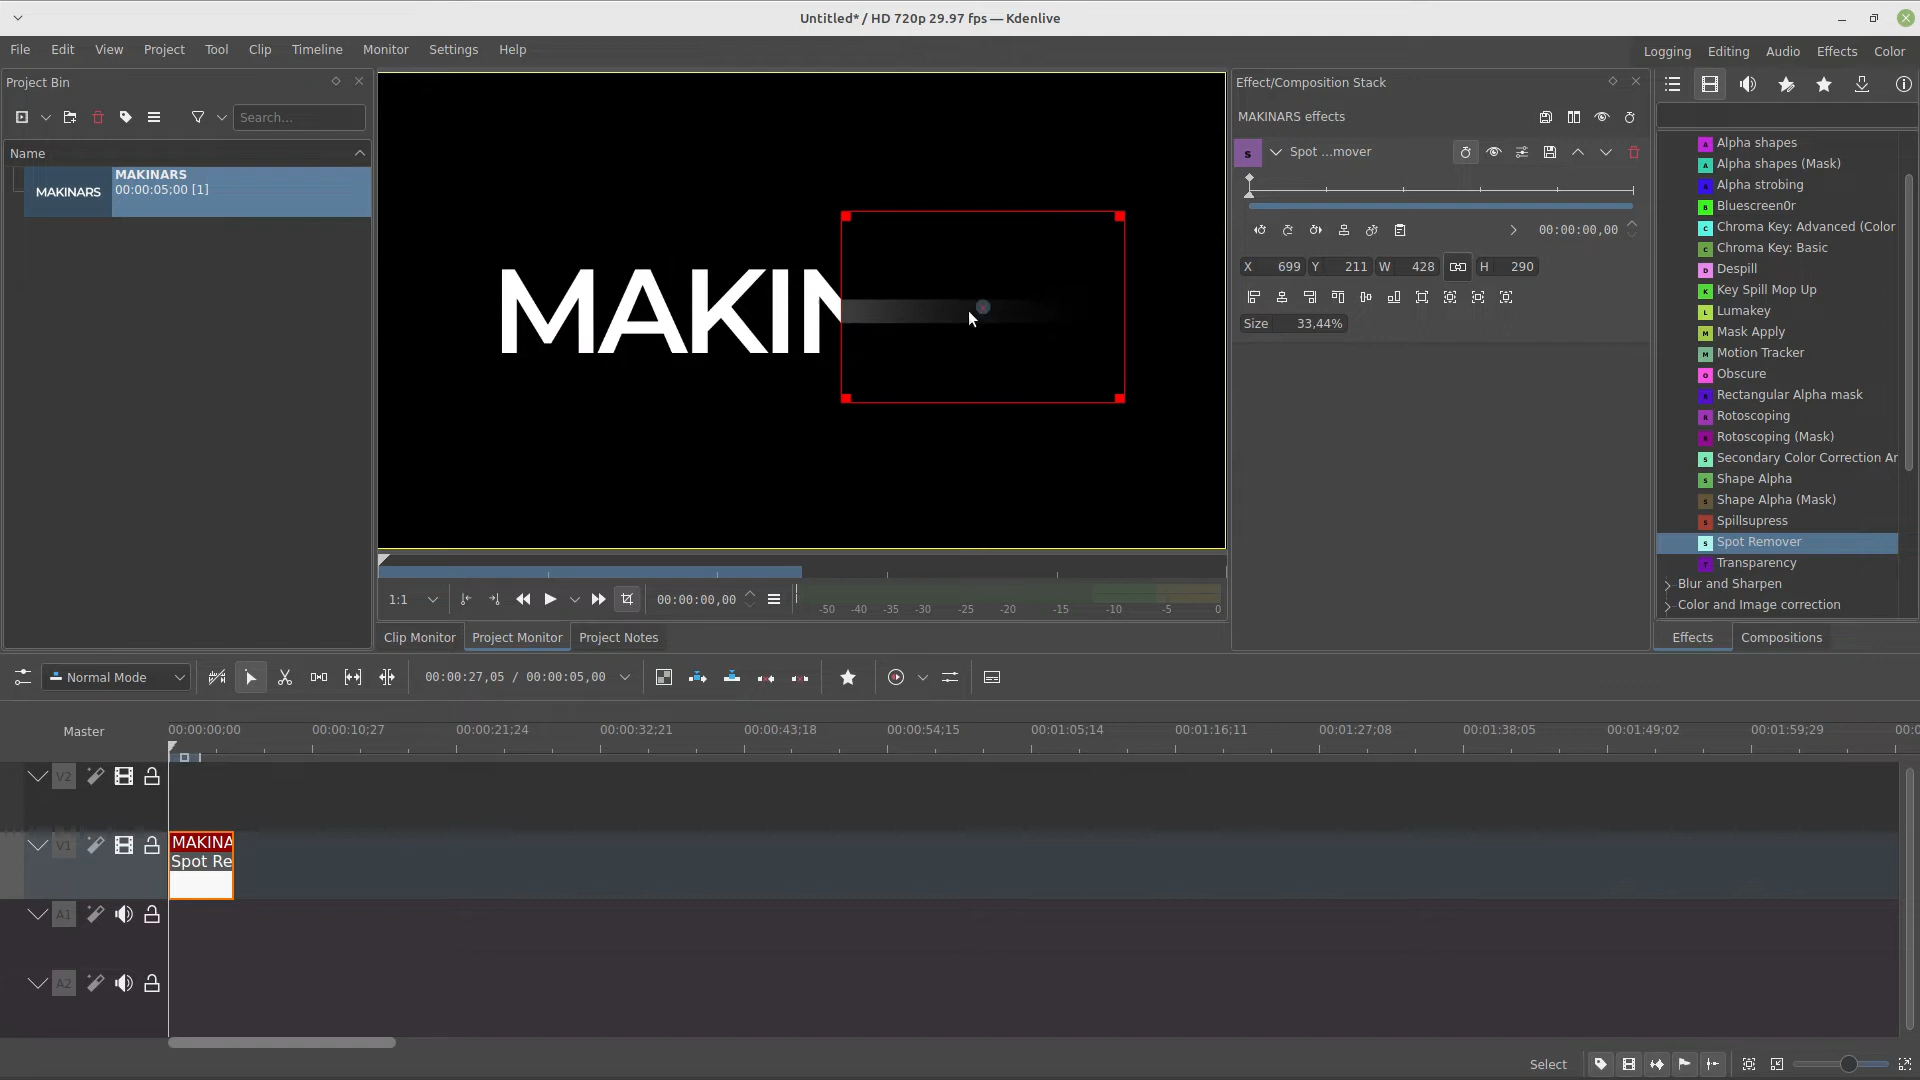 Untitled* / HD 720p 29.97 fps — Kdenlive
File Edit View Project Tool Clip Timeline Monitor Settings Help
Logging Editing Audio Effects Color
Project Bin
Search...
Name
MAKINARS
MAKINARS
00:00:05;00 [1]
MAKIN
1:1
00:00:00,00
-50 -40 -35 -30 -25 -20 -15 -10 -5 0
Clip Monitor Project Monitor Project Notes
Effect/Composition Stack
MAKINARS effects
s Spot ...mover
00:00:00,00
X 699 Y 211 W 428 H 290
Size 33,44%
A Alpha shapes
A Alpha shapes (Mask)
A Alpha strobing
B Bluescreen0r
C Chroma Key: Advanced (Color
C Chroma Key: Basic
D Despill
K Key Spill Mop Up
L Lumakey
M Mask Apply
M Motion Tracker
O Obscure
R Rectangular Alpha mask
R Rotoscoping
R Rotoscoping (Mask)
S Secondary Color Correction Ar
S Shape Alpha
S Shape Alpha (Mask)
S Spillsupress
S Spot Remover
T Transparency
Blur and Sharpen
Color and Image correction
Effects Compositions
Normal Mode
00:00:27,05 / 00:00:05,00
Master
00:00:00;00 00:00:10;27 00:00:21;24 00:00:32;21 00:00:43;18 00:00:54;15 00:01:05;14 00:01:16;11 00:01:27;08 00:01:38;05 00:01:49;02 00:01:59;29 00:0
V2
V1
MAKINA
Spot Re
A1
A2
Select